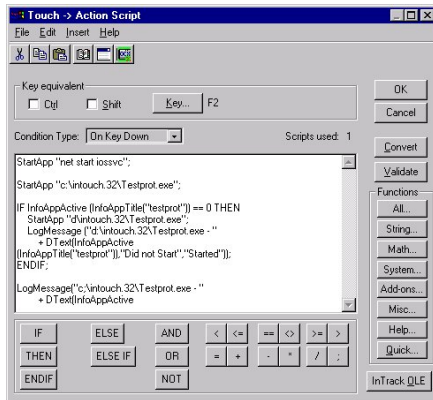 Touch -> Action Script
File Edit Insert Help
Key equivalent
Ctrl Shift Key... F2
OK
Cancel
Condition Type: On Key Down Scripts used: 1
Convert
Validate
StartApp "net start iossvc";
StartApp "c:\intouch.32\Testprot.exe";
IF InfoAppActive (InfoAppTitle("testprot")) == 0 THEN
StartApp "d\intouch.32\Testprot.exe";
LogMessage ("d:\intouch.32\Testprot.exe - "
+ DText(InfoAppActive
(InfoAppTitle("testprot")),"Did not Start","Started"));
ENDIF;
LogMessage("c;\intouch.32\Testprot.exe - "
+ DText(InfoAppActive
Functions
All...
String...
Math...
System...
Add-ons...
Misc...
Help...
Quick...
IF ELSE AND < <= == <> >= >
THEN ELSE IF OR = + - * / ;
ENDIF NOT
InTrack OLE